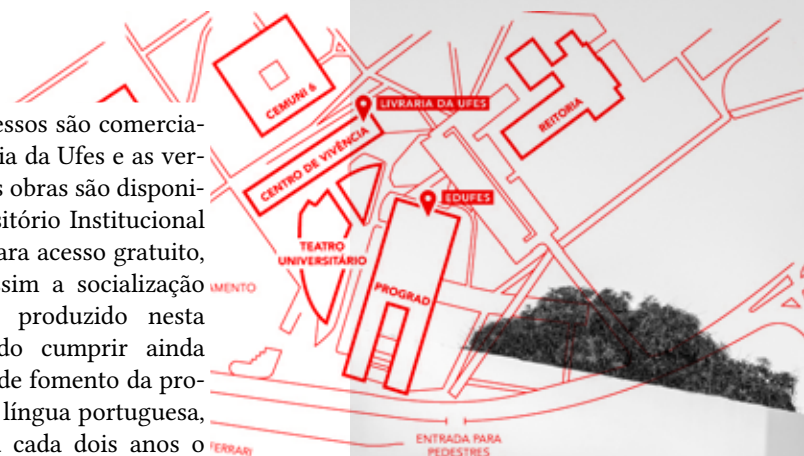 essos são comercia-
ia da Ufes e as ver-
s obras são disponi-
sitório Institucional
ara acesso gratuito,
ssim a socialização
produzido nesta
do cumprir ainda
de fomento da pro-
língua portuguesa,
cada dois anos o
CEMUNI 6
LIVRARIA DA UFES
CENTRO DE VIVÊNCIA
REITORIA
EDUFES
TEATRO
UNIVERSITÁRIO
PROGRAD
AMENTO
FERRARI
ENTRADA PARA
PEDESTRES